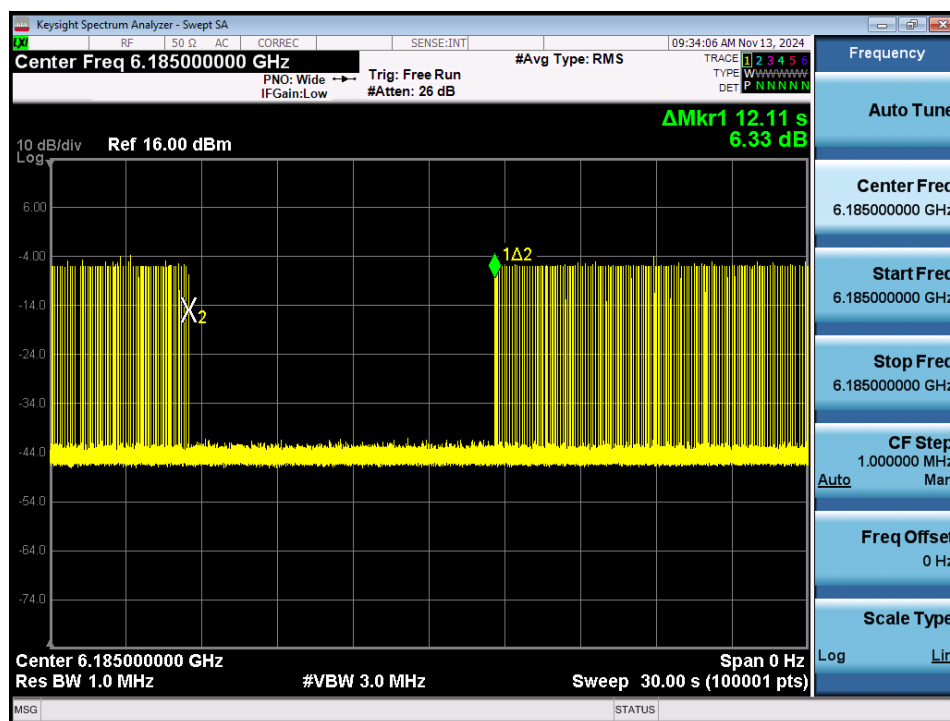 Keysight Spectrum Analyzer - Swept SA
LXI RF 50 Ω AC CORREC SENSE:INT 09:34:06 AM Nov 13, 2024
Center Freq 6.185000000 GHz
PNO: Wide
IFGain:Low
Trig: Free Run
#Atten: 26 dB
#Avg Type: RMS
TRACE 1 2 3 4 5 6
TYPE W W W W W W
DET P N N N N N
ΔMkr1 12.11 s
6.33 dB
10 dB/div
Log
Ref 16.00 dBm
6.00
-4.00
-14.0
-24.0
-34.0
-44.0
-54.0
-64.0
-74.0
1Δ2
X2
Center 6.185000000 GHz
Span 0 Hz
Res BW 1.0 MHz
#VBW 3.0 MHz
Sweep 30.00 s (100001 pts)
MSG
STATUS
Frequency
Auto Tune
Center Freq
6.185000000 GHz
Start Freq
6.185000000 GHz
Stop Freq
6.185000000 GHz
CF Step
1.000000 MHz
Auto Man
Freq Offset
0 Hz
Scale Type
Log Lin